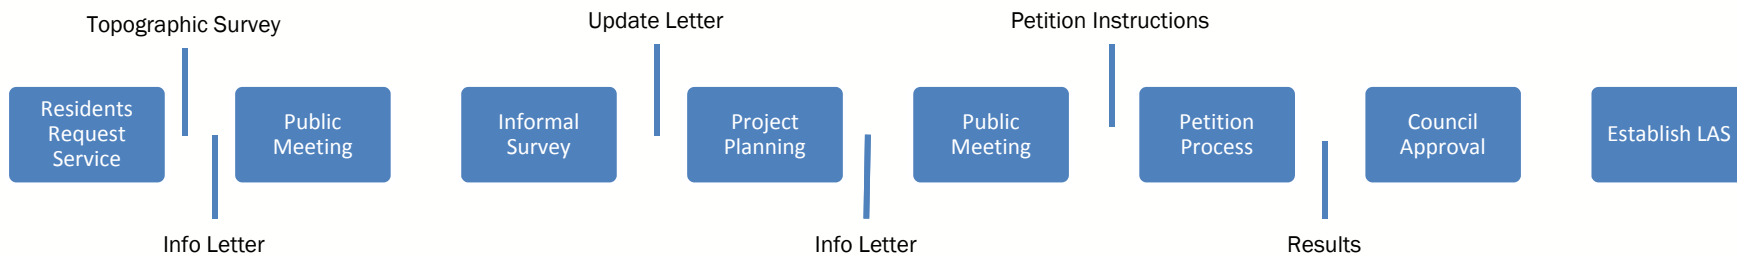 Topographic Survey
Update Letter
Petition Instructions
Residents
Request
Service
Public
Meeting
Informal
Survey
Project
Planning
Public
Meeting
Petition
Process
Council
Approval
Establish LAS
Info Letter
Info Letter
Results